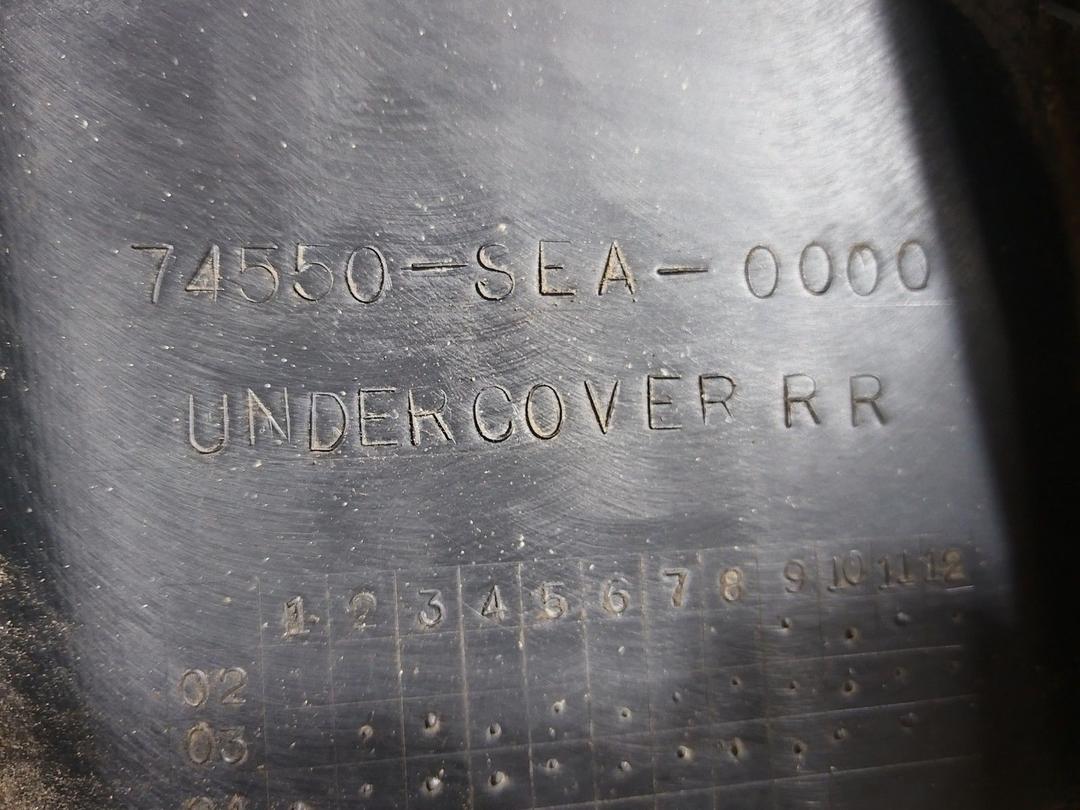 74550-SEA-0000
UNDERCOVER RR
1 2 3 4 5 6 7 8 9 10 11 12
02
03